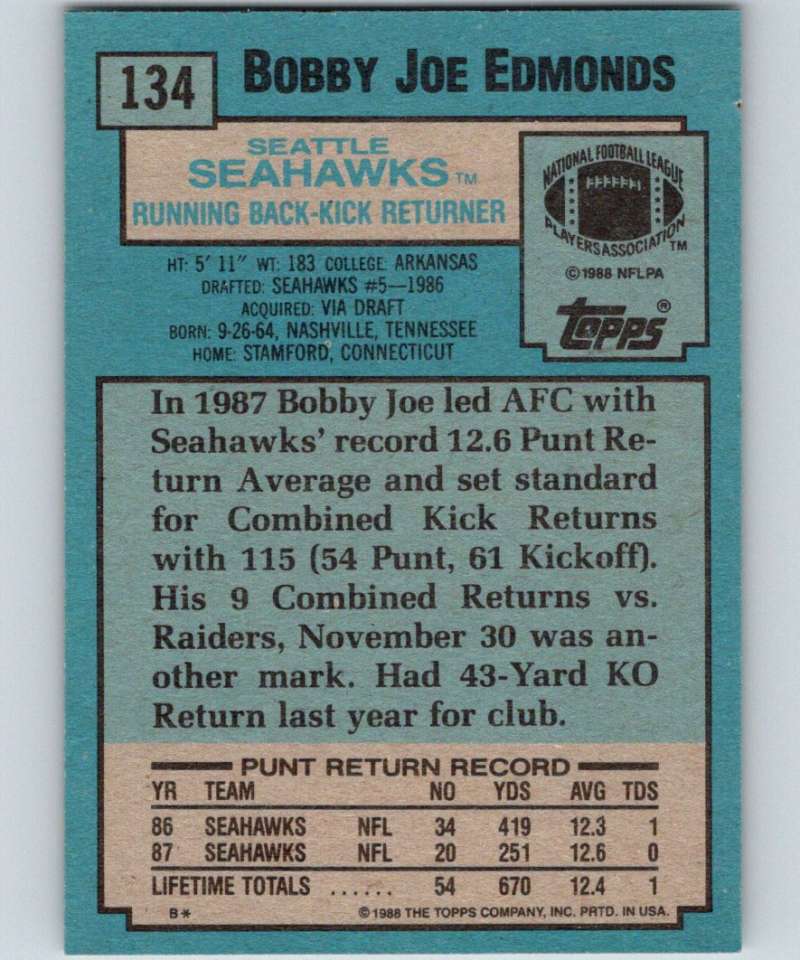 134
BOBBY JOE EDMONDS
SEATTLE
SEAHAWKS™
RUNNING BACK-KICK RETURNER
NATIONAL FOOTBALL LEAGUE
PLAYERS ASSOCIATION™
©1988 NFLPA
TOPPS®
HT: 5' 11" WT: 183 COLLEGE: ARKANSAS
DRAFTED: SEAHAWKS #5—1986
ACQUIRED: VIA DRAFT
BORN: 9-26-64, NASHVILLE, TENNESSEE
HOME: STAMFORD, CONNECTICUT
In 1987 Bobby Joe led AFC with
Seahawks' record 12.6 Punt Re-
turn Average and set standard
for Combined Kick Returns
with 115 (54 Punt, 61 Kickoff).
His 9 Combined Returns vs.
Raiders, November 30 was an-
other mark. Had 43-Yard KO
Return last year for club.
PUNT RETURN RECORD
YR TEAM NO YDS AVG TDS
86 SEAHAWKS NFL 34 419 12.3 1
87 SEAHAWKS NFL 20 251 12.6 0
LIFETIME TOTALS ...... 54 670 12.4 1
B* ©1988 THE TOPPS COMPANY, INC. PRTD. IN USA.